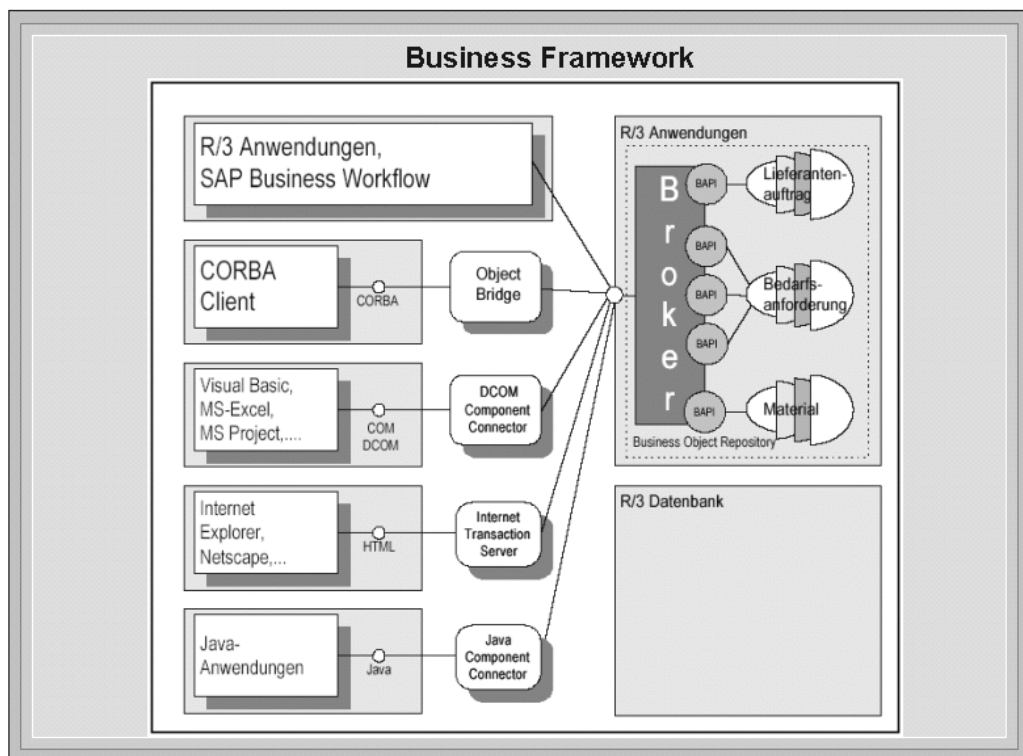 Business Framework
R/3 Anwendungen,
SAP Business Workflow
CORBA
Client
CORBA
Object
Bridge
Visual Basic,
MS-Excel,
MS Project,....
COM
DCOM
DCOM
Component
Connector
Internet
Explorer,
Netscape,...
HTML
Internet
Transaction
Server
Java-
Anwendungen
Java
Java
Component
Connector
R/3 Anwendungen
Broker
BAPI
Lieferanten-
auftrag
BAPI
BAPI
BAPI
Bedarfs-
anforderung
BAPI
Material
Business Object Repository
R/3 Datenbank